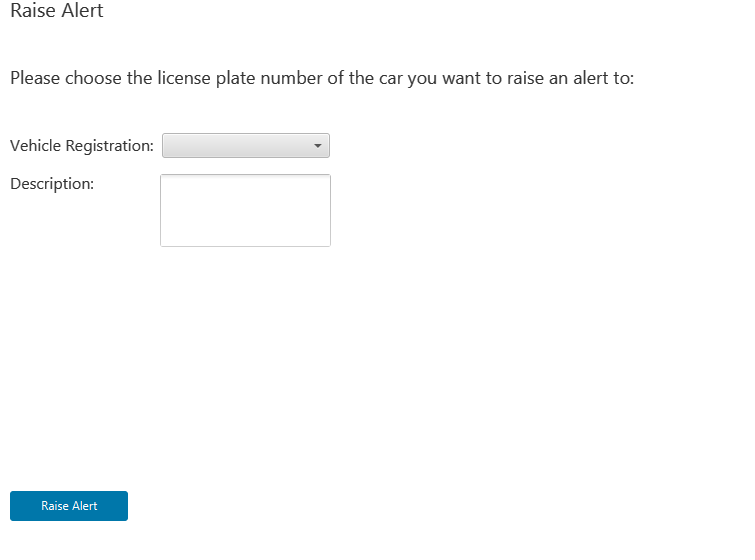 Raise Alert
Please choose the license plate number of the car you want to raise an alert to:
Vehicle Registration:
Description:
Raise Alert